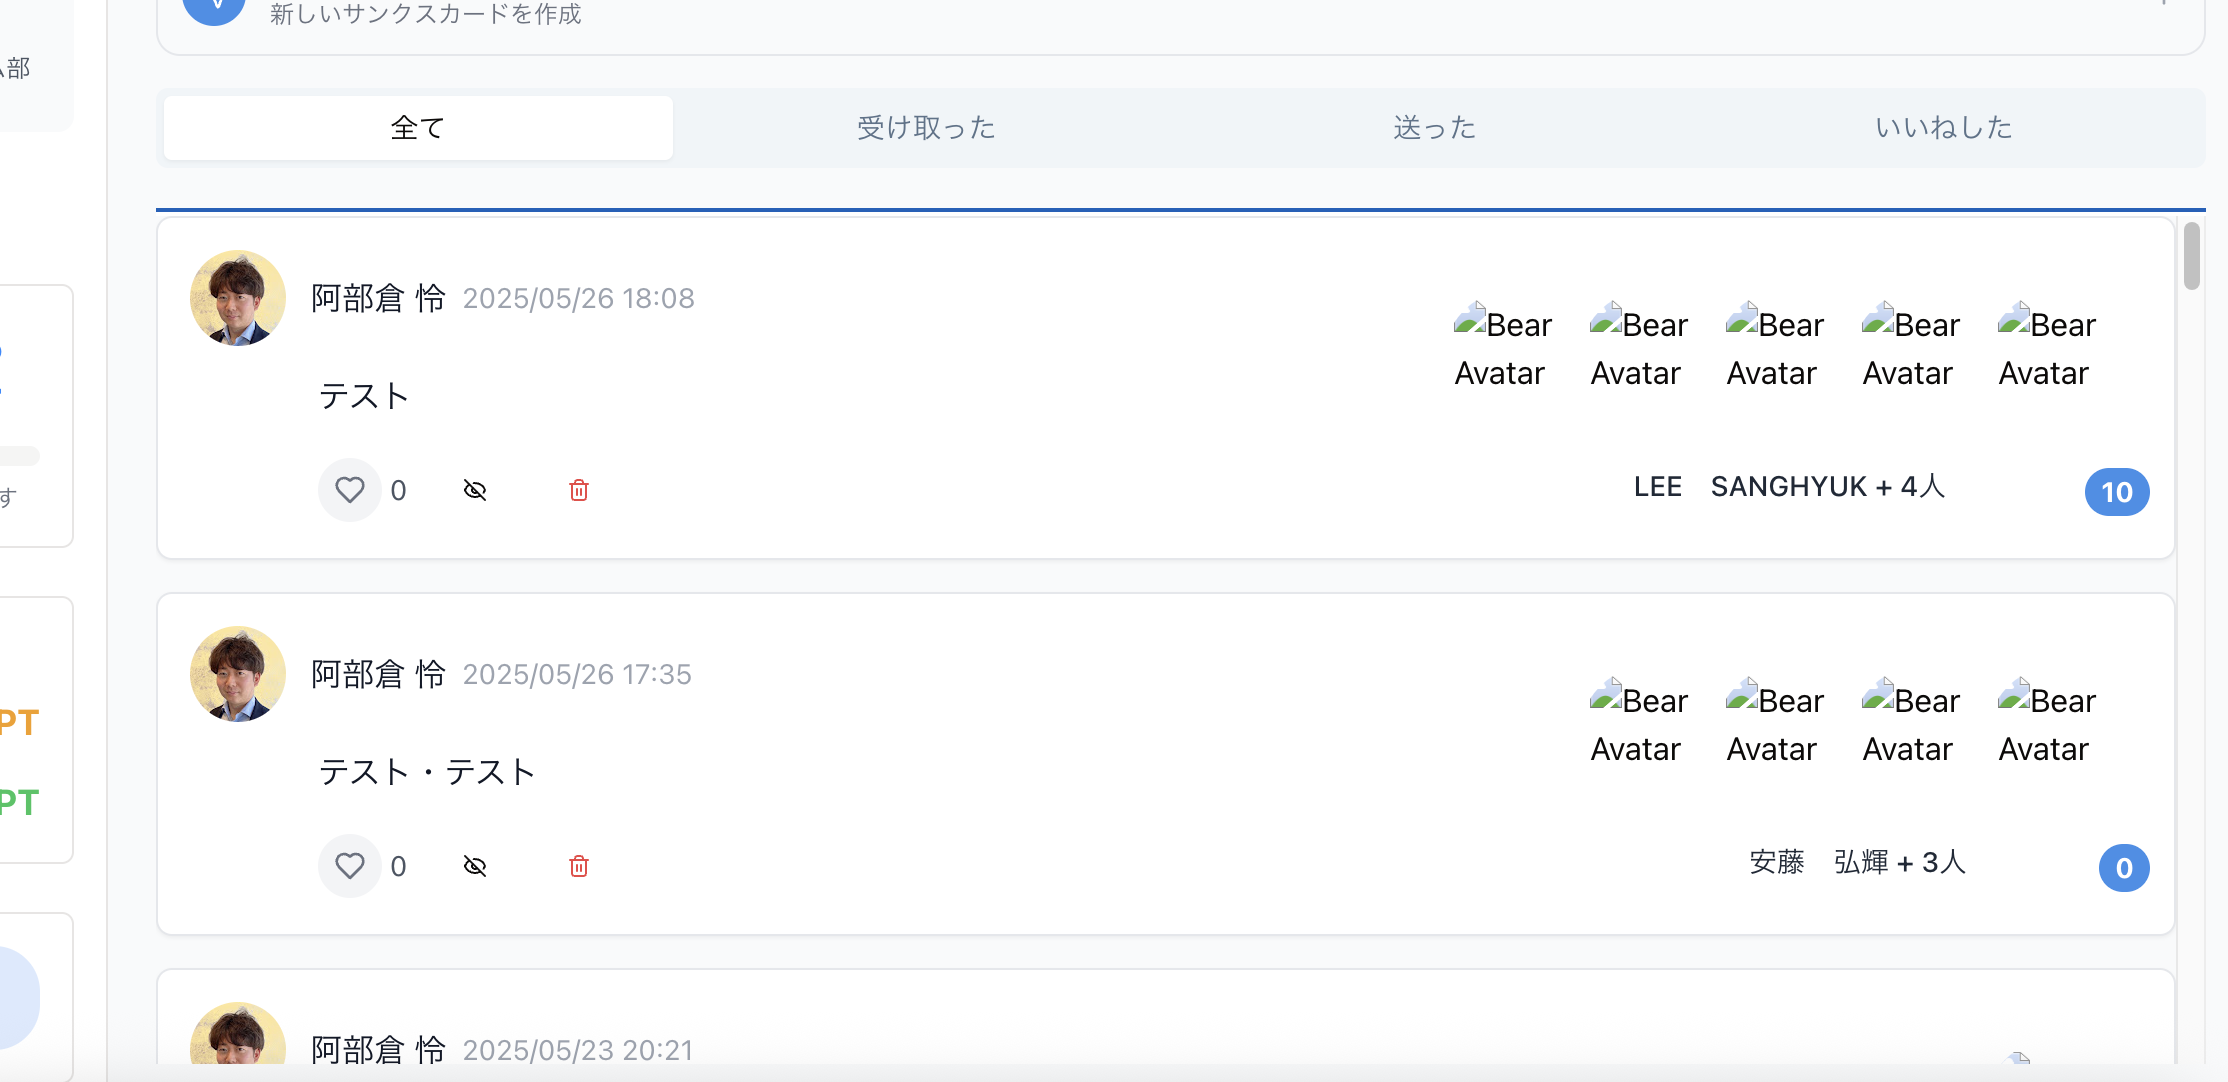 新しいサンクスカードを作成
部
全て
受け取った
送った
いいねした
阿部倉 怜 2025/05/26 18:08
Bear Avatar
Bear Avatar
Bear Avatar
Bear Avatar
Bear Avatar
テスト
0
LEE　SANGHYUK + 4人
10
す
阿部倉 怜 2025/05/26 17:35
Bear Avatar
Bear Avatar
Bear Avatar
Bear Avatar
PT
テスト・テスト
PT
0
安藤　弘輝 + 3人
0
阿部倉 怜 2025/05/23 20:21